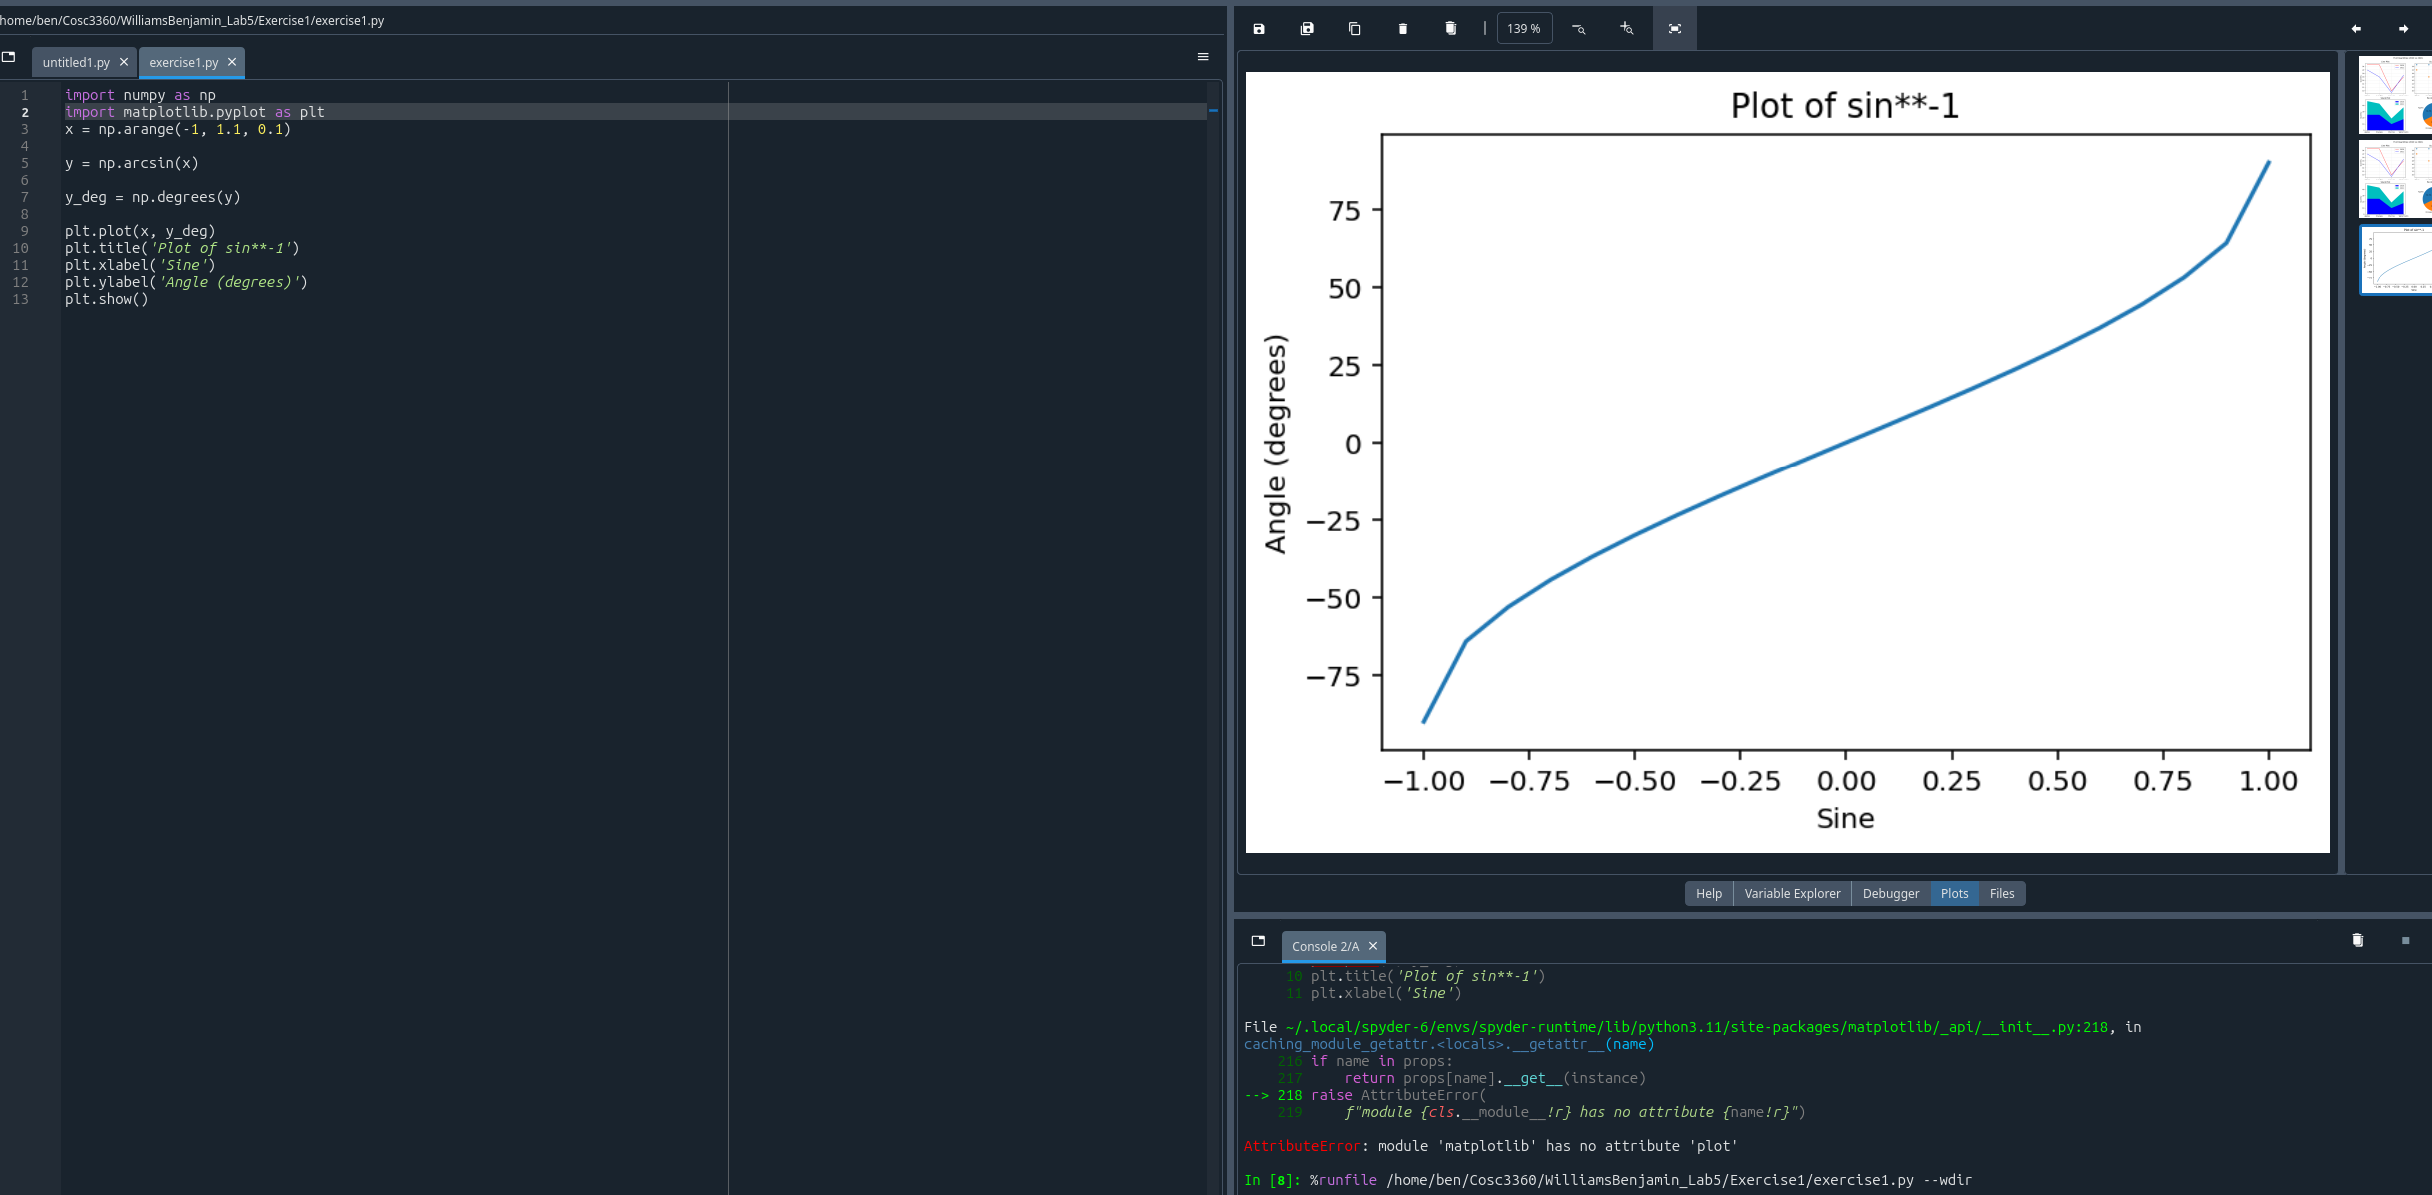 home/ben/Cosc3360/WilliamsBenjamin_Lab5/Exercise1/exercise1.py
untitled1.py
exercise1.py
1 import numpy as np
2 import matplotlib.pyplot as plt
3 x = np.arange(-1, 1.1, 0.1)
4
5 y = np.arcsin(x)
6
7 y_deg = np.degrees(y)
8
9 plt.plot(x, y_deg)
10 plt.title('Plot of sin**-1')
11 plt.xlabel('Sine')
12 plt.ylabel('Angle (degrees)')
13 plt.show()
139 %
Plot of sin**-1
Angle (degrees)
75
50
25
0
−25
−50
−75
−1.00 −0.75 −0.50 −0.25 0.00 0.25 0.50 0.75 1.00
Sine
Help Variable Explorer Debugger Plots Files
Console 2/A
10 plt.title('Plot of sin**-1')
11 plt.xlabel('Sine')
File ~/.local/spyder-6/envs/spyder-runtime/lib/python3.11/site-packages/matplotlib/_api/__init__.py:218, in
caching_module_getattr.<locals>.__getattr__(name)
216 if name in props:
217 return props[name].__get__(instance)
--> 218 raise AttributeError(
219 f"module {cls.__module__!r} has no attribute {name!r}")
AttributeError: module 'matplotlib' has no attribute 'plot'
In [8]: %runfile /home/ben/Cosc3360/WilliamsBenjamin_Lab5/Exercise1/exercise1.py --wdir